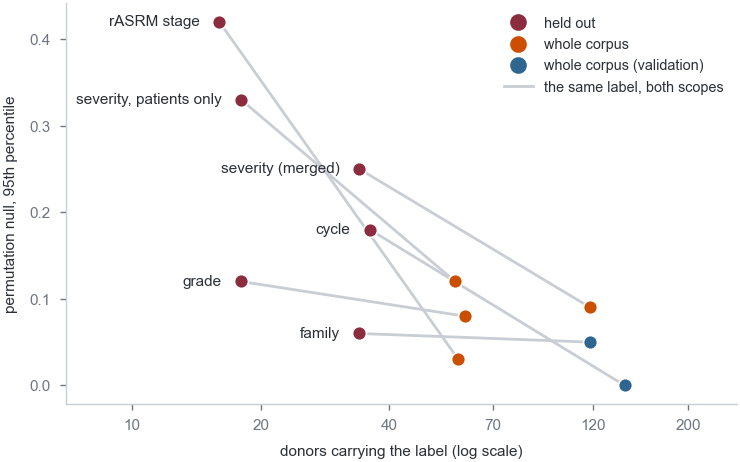 held out
whole corpus
whole corpus (validation)
the same label, both scopes
rASRM stage
severity, patients only
severity (merged)
cycle
grade
family
permutation null, 95th percentile
0.4
0.3
0.2
0.1
0.0
10 20 40 70 120 200
donors carrying the label (log scale)